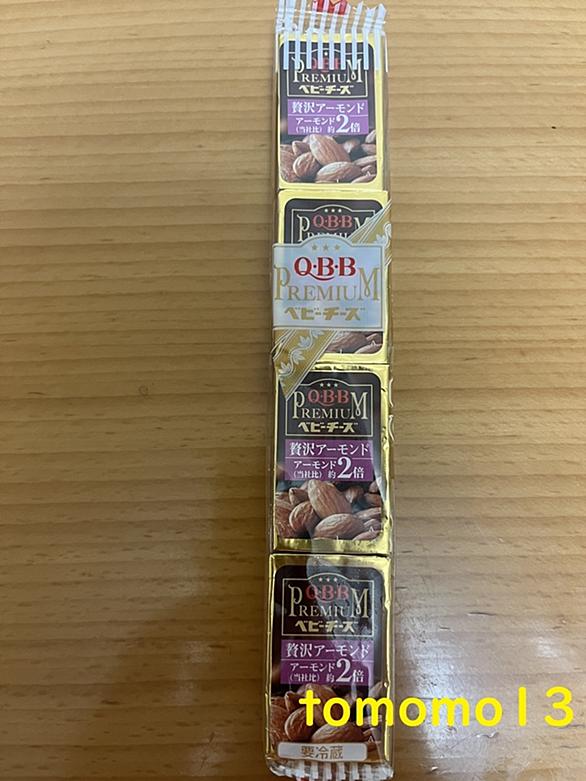 Q·B·B
PREMIUM
ベビーチーズ
贅沢アーモンド
アーモンド
(当社比)約2倍
Q·B·B
PREMIUM
Q·B·B
PREMIUM
ベビーチーズ
Q·B·B
PREMIUM
ベビーチーズ
贅沢アーモンド
アーモンド
(当社比)約2倍
Q·B·B
PREMIUM
ベビーチーズ
贅沢アーモンド
アーモンド
(当社比)約2倍
tomomo13
要冷蔵